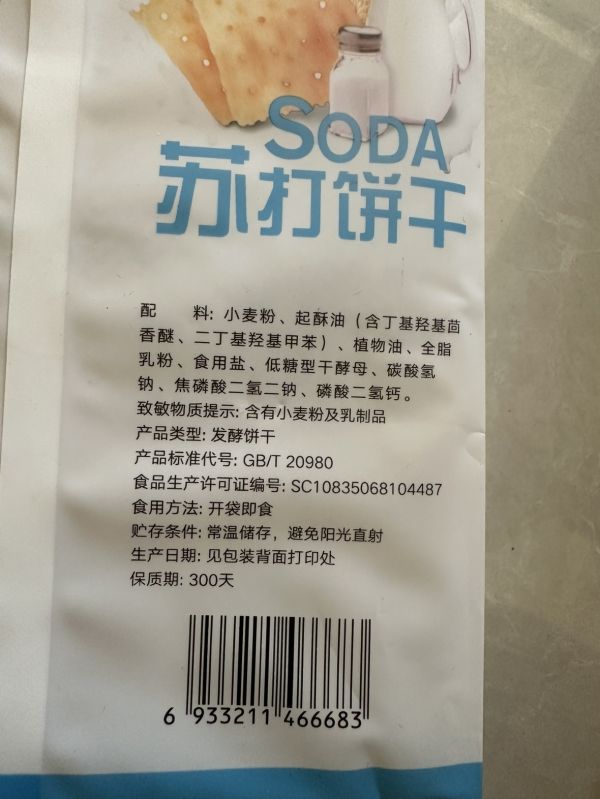 SODA
苏打饼干
配 料: 小麦粉、起酥油（含丁基羟基茴
香醚、二丁基羟基甲苯）、植物油、全脂
乳粉、食用盐、低糖型干酵母、碳酸氢
钠、焦磷酸二氢二钠、磷酸二氢钙。
致敏物质提示: 含有小麦粉及乳制品
产品类型: 发酵饼干
产品标准代号: GB/T 20980
食品生产许可证编号: SC10835068104487
食用方法: 开袋即食
贮存条件: 常温储存，避免阳光直射
生产日期: 见包装背面打印处
保质期: 300天
6 933211 466683